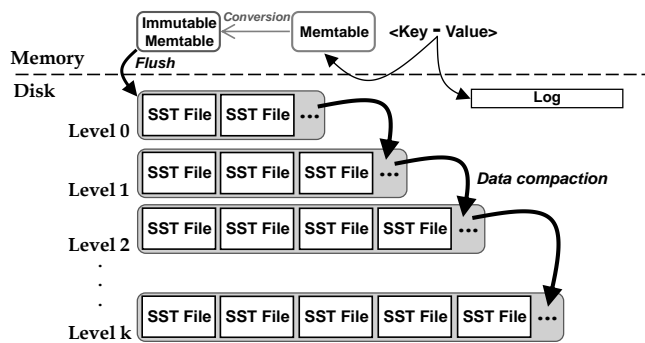 Immutable
Memtable
Conversion
Memtable
<Key - Value>
Memory
Flush
Disk
Log
SST File SST File ...
Level 0
SST File SST File SST File ...
Level 1
Data compaction
SST File SST File SST File SST File ...
Level 2
.
.
.
SST File SST File SST File SST File SST File ...
Level k